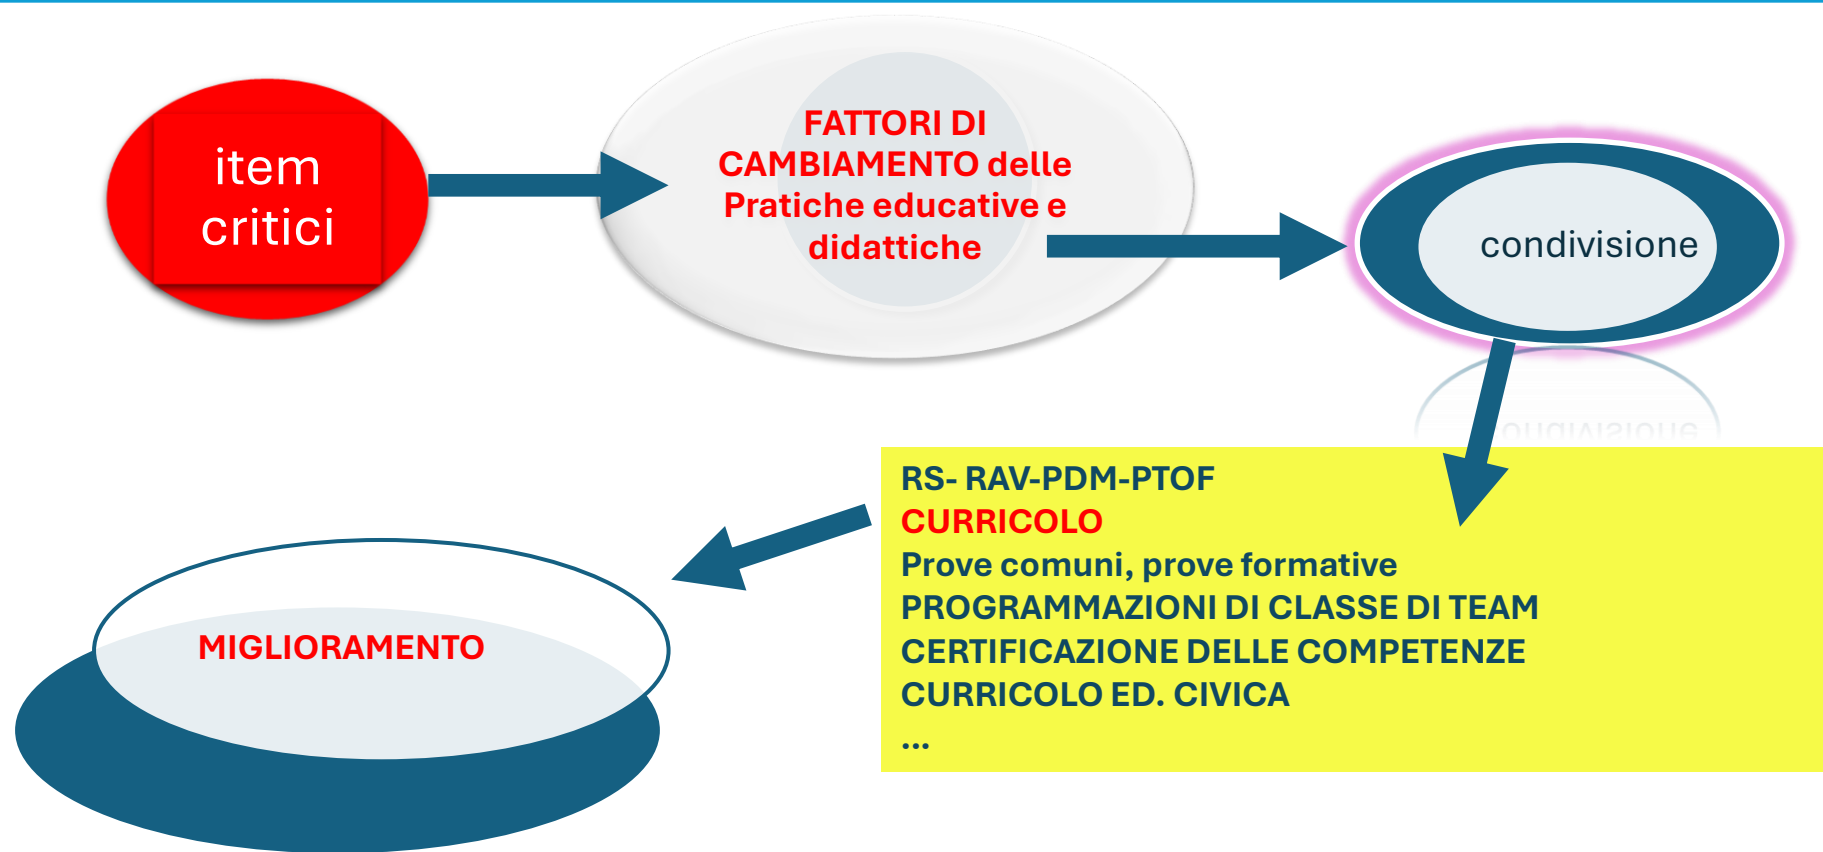 item
critici
FATTORI DI
CAMBIAMENTO delle
Pratiche educative e
didattiche
condivisione
RS- RAV-PDM-PTOF
CURRICOLO
Prove comuni, prove formative
PROGRAMMAZIONI DI CLASSE DI TEAM
CERTIFICAZIONE DELLE COMPETENZE
CURRICOLO ED. CIVICA
...
MIGLIORAMENTO